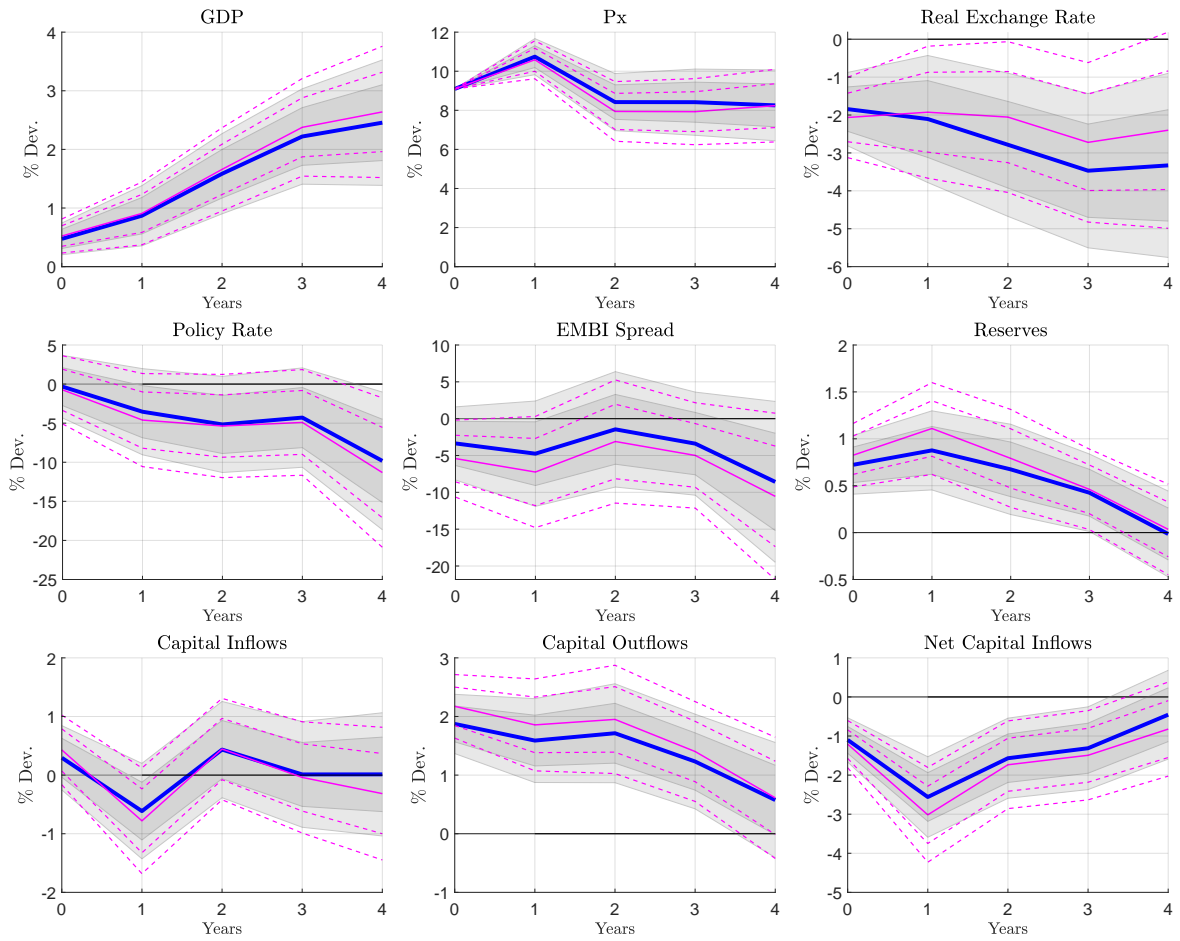 GDP
4
3
2
1
0
% Dev.
0 1 2 3 4
Years
Px
12
10
8
6
4
2
0
% Dev.
0 1 2 3 4
Years
Real Exchange Rate
0
-1
-2
-3
-4
-5
-6
% Dev.
0 1 2 3 4
Years
Policy Rate
5
0
-5
-10
-15
-20
-25
% Dev.
0 1 2 3 4
Years
EMBI Spread
10
5
0
-5
-10
-15
-20
% Dev.
0 1 2 3 4
Years
Reserves
2
1.5
1
0.5
0
-0.5
% Dev.
0 1 2 3 4
Years
Capital Inflows
2
1
0
-1
-2
% Dev.
0 1 2 3 4
Years
Capital Outflows
3
2
1
0
-1
% Dev.
0 1 2 3 4
Years
Net Capital Inflows
1
0
-1
-2
-3
-4
-5
% Dev.
0 1 2 3 4
Years